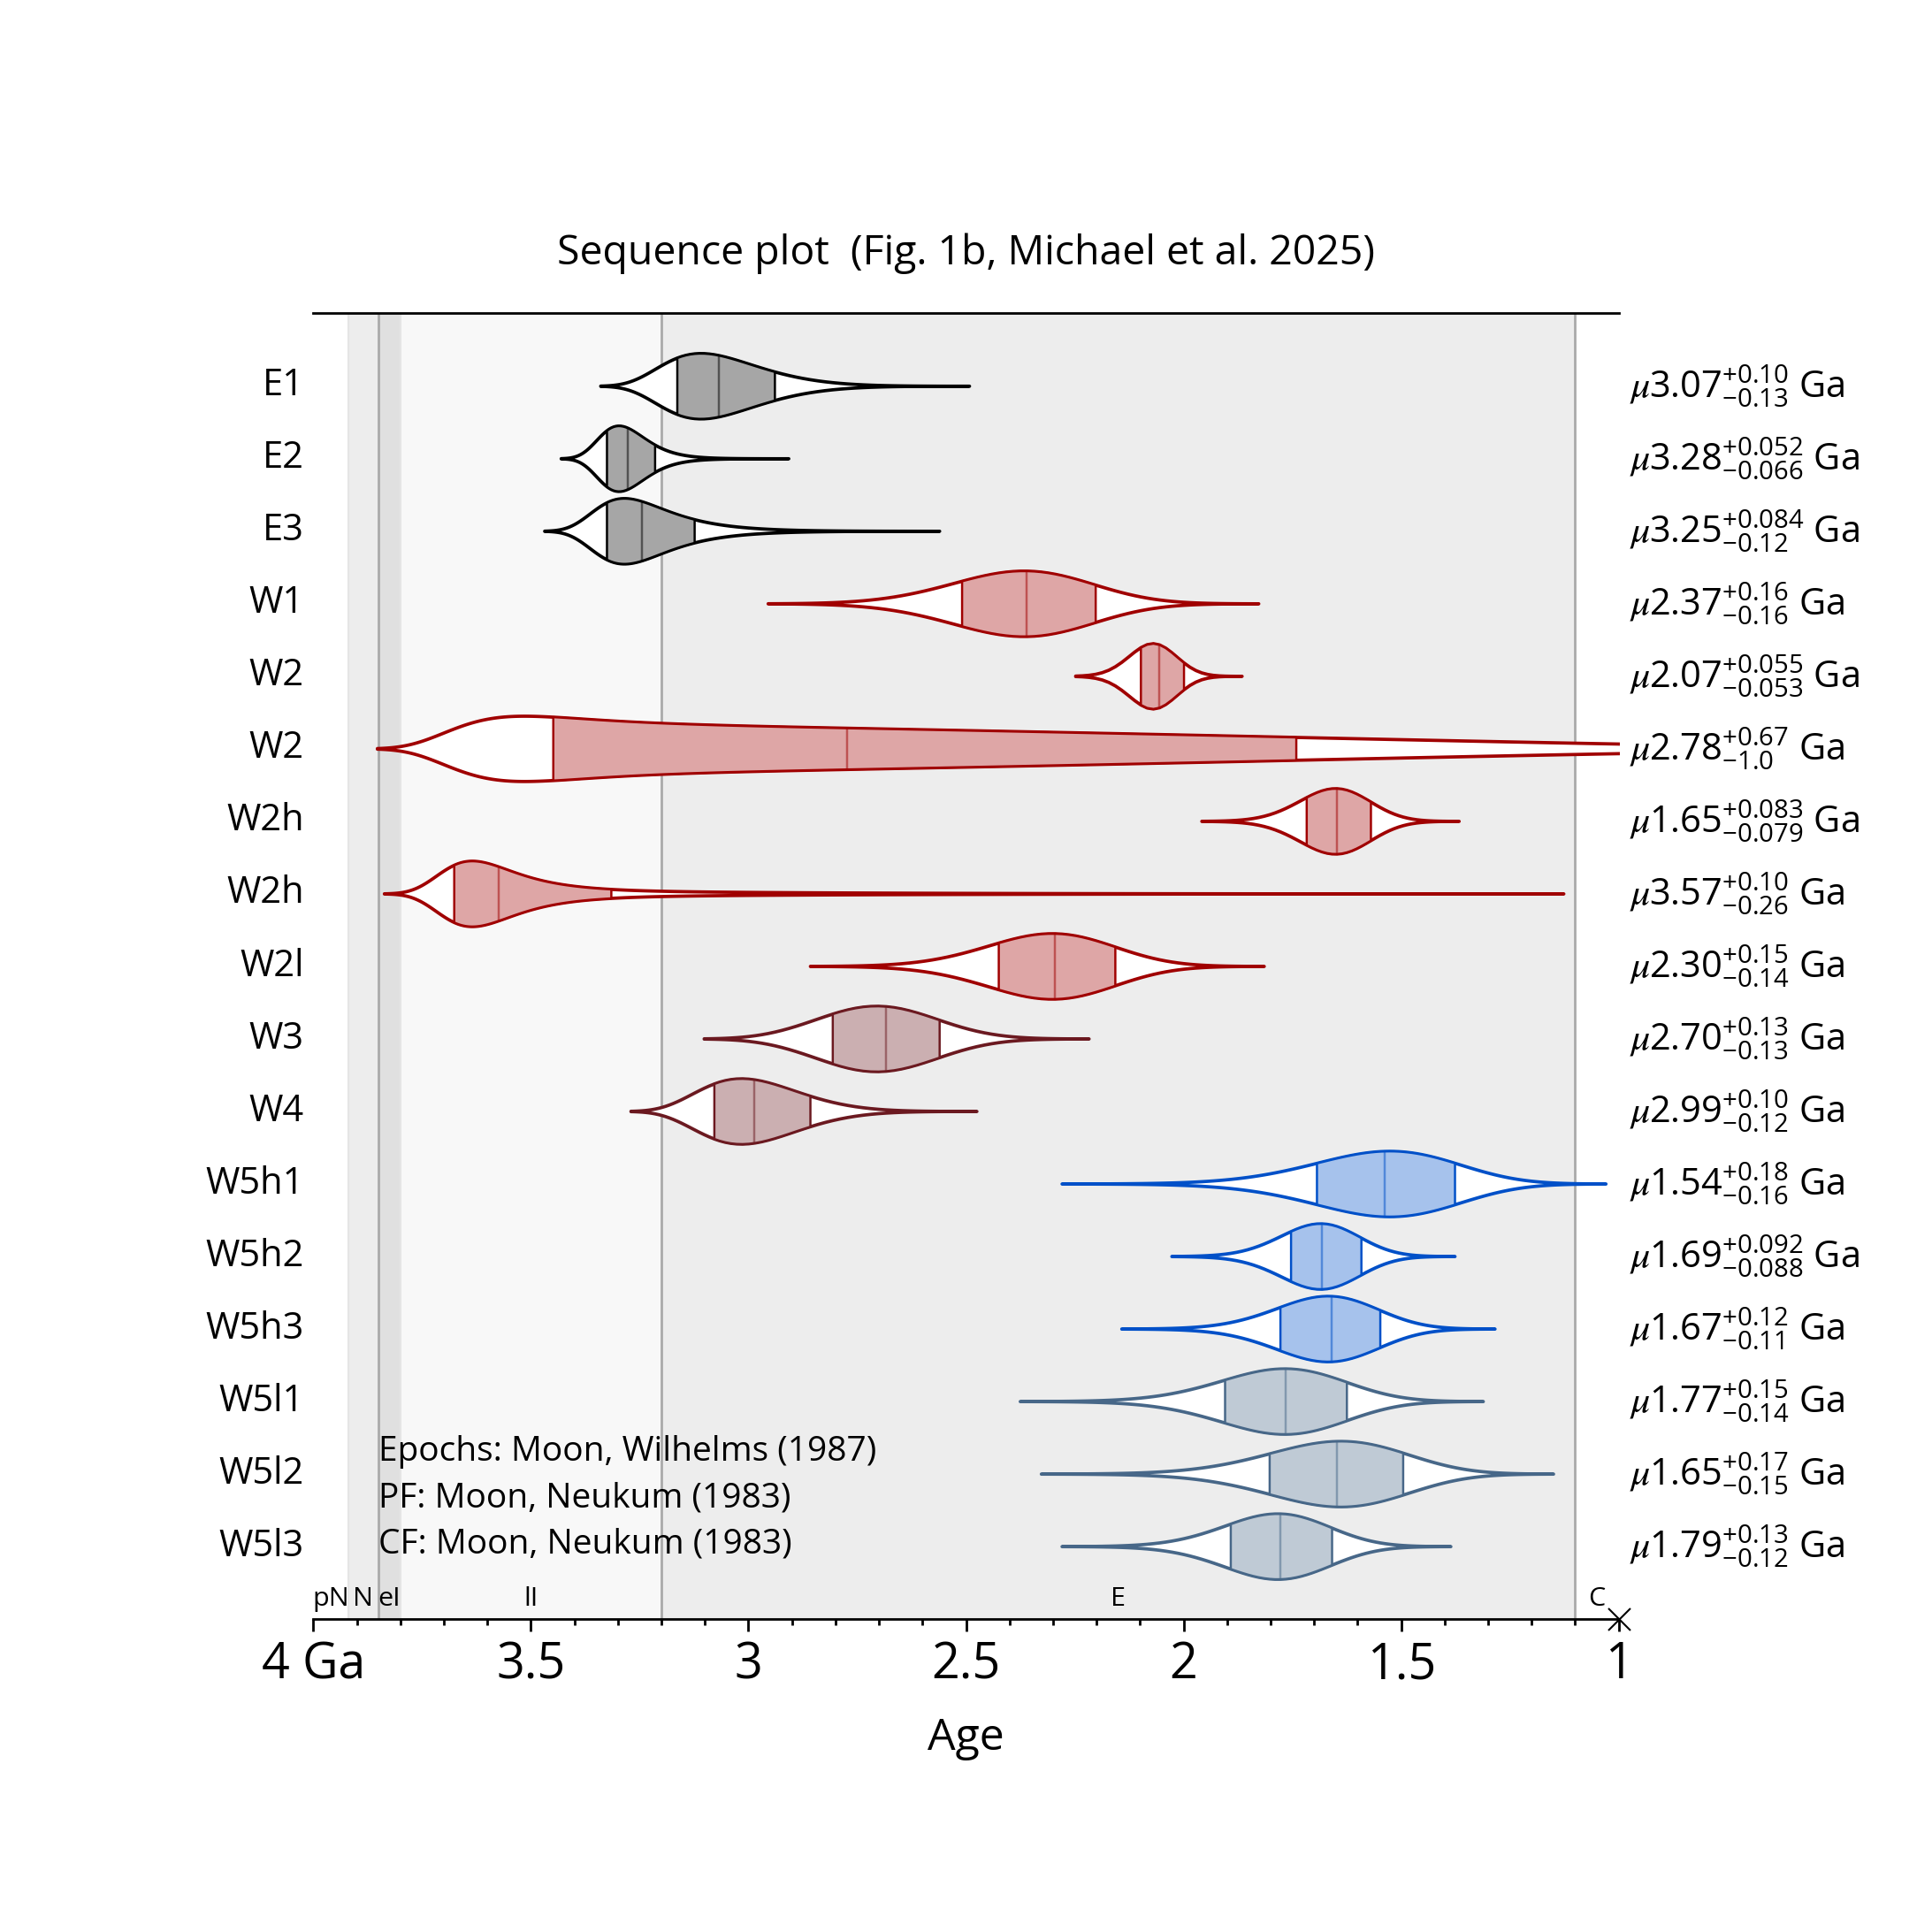 Sequence plot  (Fig. 1b, Michael et al. 2025)
E1 μ3.07 +0.10 −0.13 Ga
E2 μ3.28 +0.052 −0.066 Ga
E3 μ3.25 +0.084 −0.12 Ga
W1 μ2.37 +0.16 −0.16 Ga
W2 μ2.07 +0.055 −0.053 Ga
W2 μ2.78 +0.67 −1.0 Ga
W2h μ1.65 +0.083 −0.079 Ga
W2h μ3.57 +0.10 −0.26 Ga
W2l μ2.30 +0.15 −0.14 Ga
W3 μ2.70 +0.13 −0.13 Ga
W4 μ2.99 +0.10 −0.12 Ga
W5h1 μ1.54 +0.18 −0.16 Ga
W5h2 μ1.69 +0.092 −0.088 Ga
W5h3 μ1.67 +0.12 −0.11 Ga
W5l1 μ1.77 +0.15 −0.14 Ga
Epochs: Moon, Wilhelms (1987)
W5l2 μ1.65 +0.17 −0.15 Ga
PF: Moon, Neukum (1983)
CF: Moon, Neukum (1983)
W5l3 μ1.79 +0.13 −0.12 Ga
pN N eI lI E C
4 Ga 3.5 3 2.5 2 1.5 1
Age